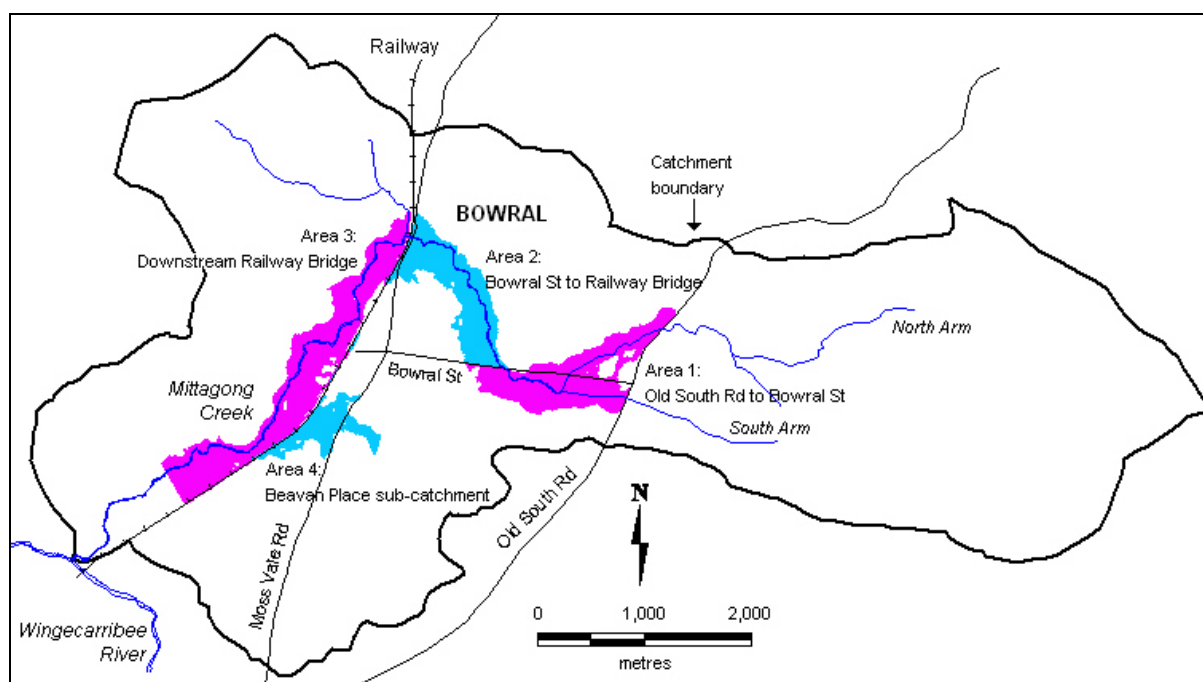 Railway
Catchment
boundary
BOWRAL
Area 3:
Downstream Railway Bridge
Area 2:
Bowral St to Railway Bridge
North Arm
Bowral St
Area 1:
Old South Rd to Bowral St
Mittagong
Creek
South Arm
Area 4:
Beavan Place sub-catchment
N
Old South Rd
Moss Vale Rd
0 1,000 2,000
metres
Wingecarribee
River